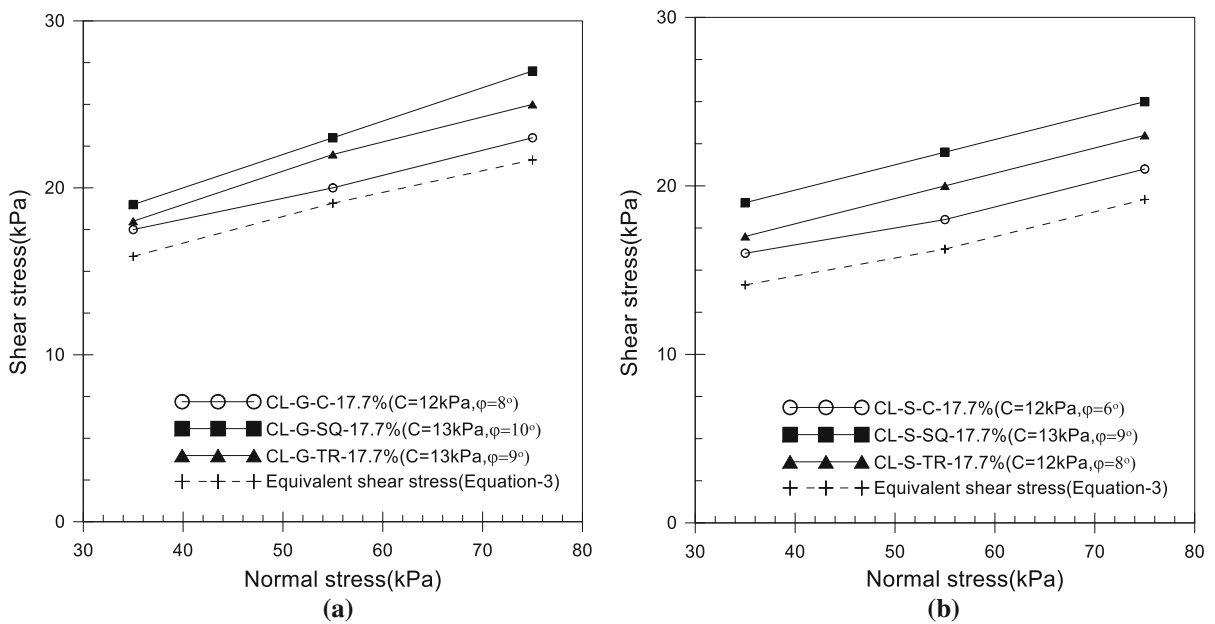 30
20
10
0
Shear stress(kPa)
CL-G-C-17.7%(C=12kPa,φ=8°)
CL-G-SQ-17.7%(C=13kPa,φ=10°)
CL-G-TR-17.7%(C=13kPa,φ=9°)
Equivalent shear stress(Equation-3)
30 40 50 60 70 80
Normal stress(kPa)
(a)
30
20
10
0
Shear stress(kPa)
CL-S-C-17.7%(C=12kPa,φ=6°)
CL-S-SQ-17.7%(C=13kPa,φ=9°)
CL-S-TR-17.7%(C=12kPa,φ=8°)
Equivalent shear stress(Equation-3)
30 40 50 60 70 80
Normal stress(kPa)
(b)